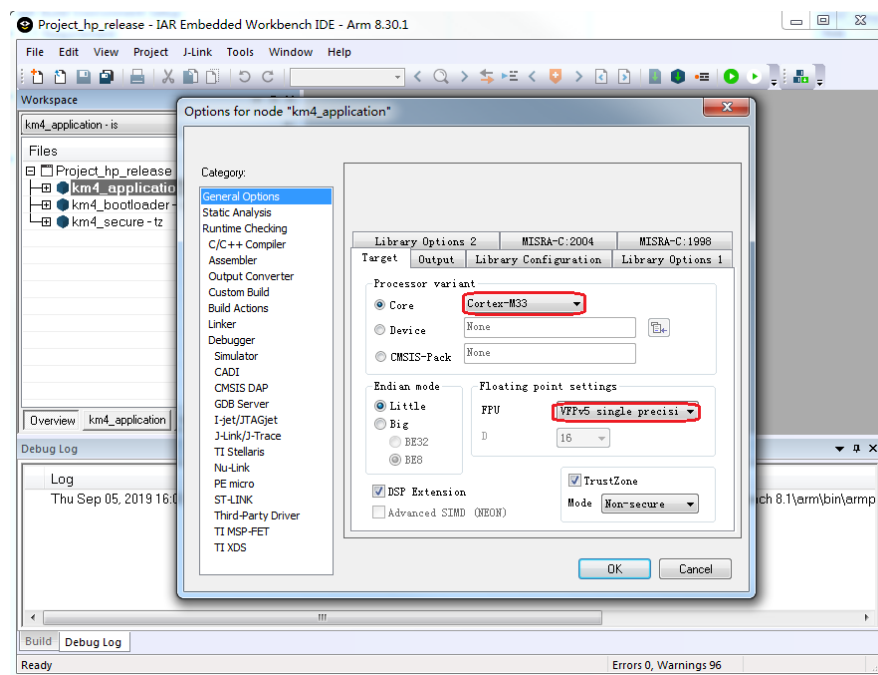 Project_hp_release - IAR Embedded Workbench IDE - Arm 8.30.1
File Edit View Project J-Link Tools Window Help
Workspace
km4_application - is
Files
Project_hp_release
km4_applicatio
km4_bootloader -
km4_secure - tz
Overview km4_application
Options for node "km4_application"
Category:
General Options
Static Analysis
Runtime Checking
C/C++ Compiler
Assembler
Output Converter
Custom Build
Build Actions
Linker
Debugger
Simulator
CADI
CMSIS DAP
GDB Server
I-jet/JTAGjet
J-Link/J-Trace
TI Stellaris
Nu-Link
PE micro
ST-LINK
Third-Party Driver
TI MSP-FET
TI XDS
Library Options 2 MISRA-C:2004 MISRA-C:1998
Target Output Library Configuration Library Options 1
Processor variant
Core Cortex-M33
Device None
CMSIS-Pack None
Endian mode
Little
Big
BE32
BE8
Floating point settings
FPU VFPv5 single precisi
D 16
DSP Extension
Advanced SIMD (NEON)
TrustZone
Mode Non-secure
OK Cancel
Debug Log
Log
Thu Sep 05, 2019 16:0
ch 8.1\arm\bin\armp
Build Debug Log
Ready Errors 0, Warnings 96